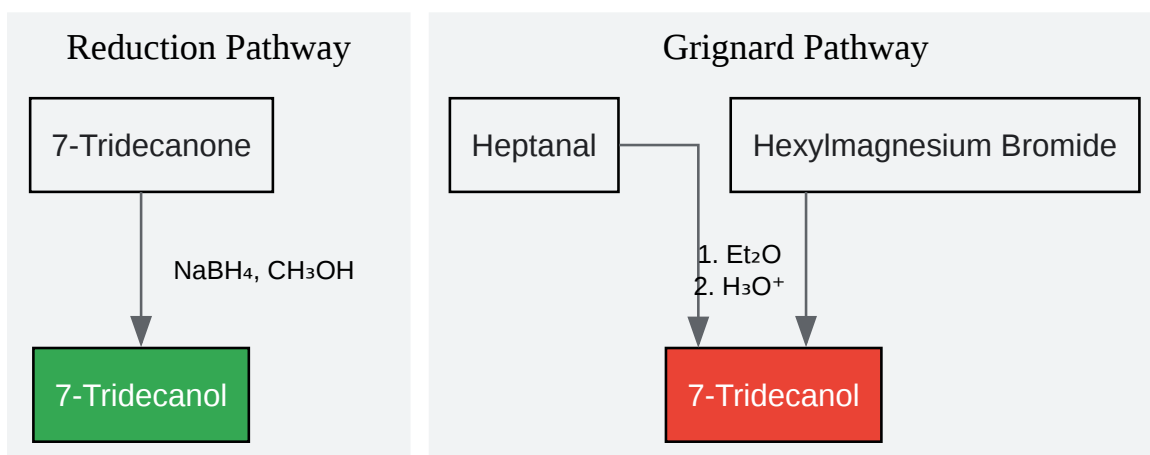 Reduction Pathway
7-Tridecanone
NaBH₄, CH₃OH
7-Tridecanol
Grignard Pathway
Heptanal
Hexylmagnesium Bromide
1. Et₂O
2. H₃O⁺
7-Tridecanol